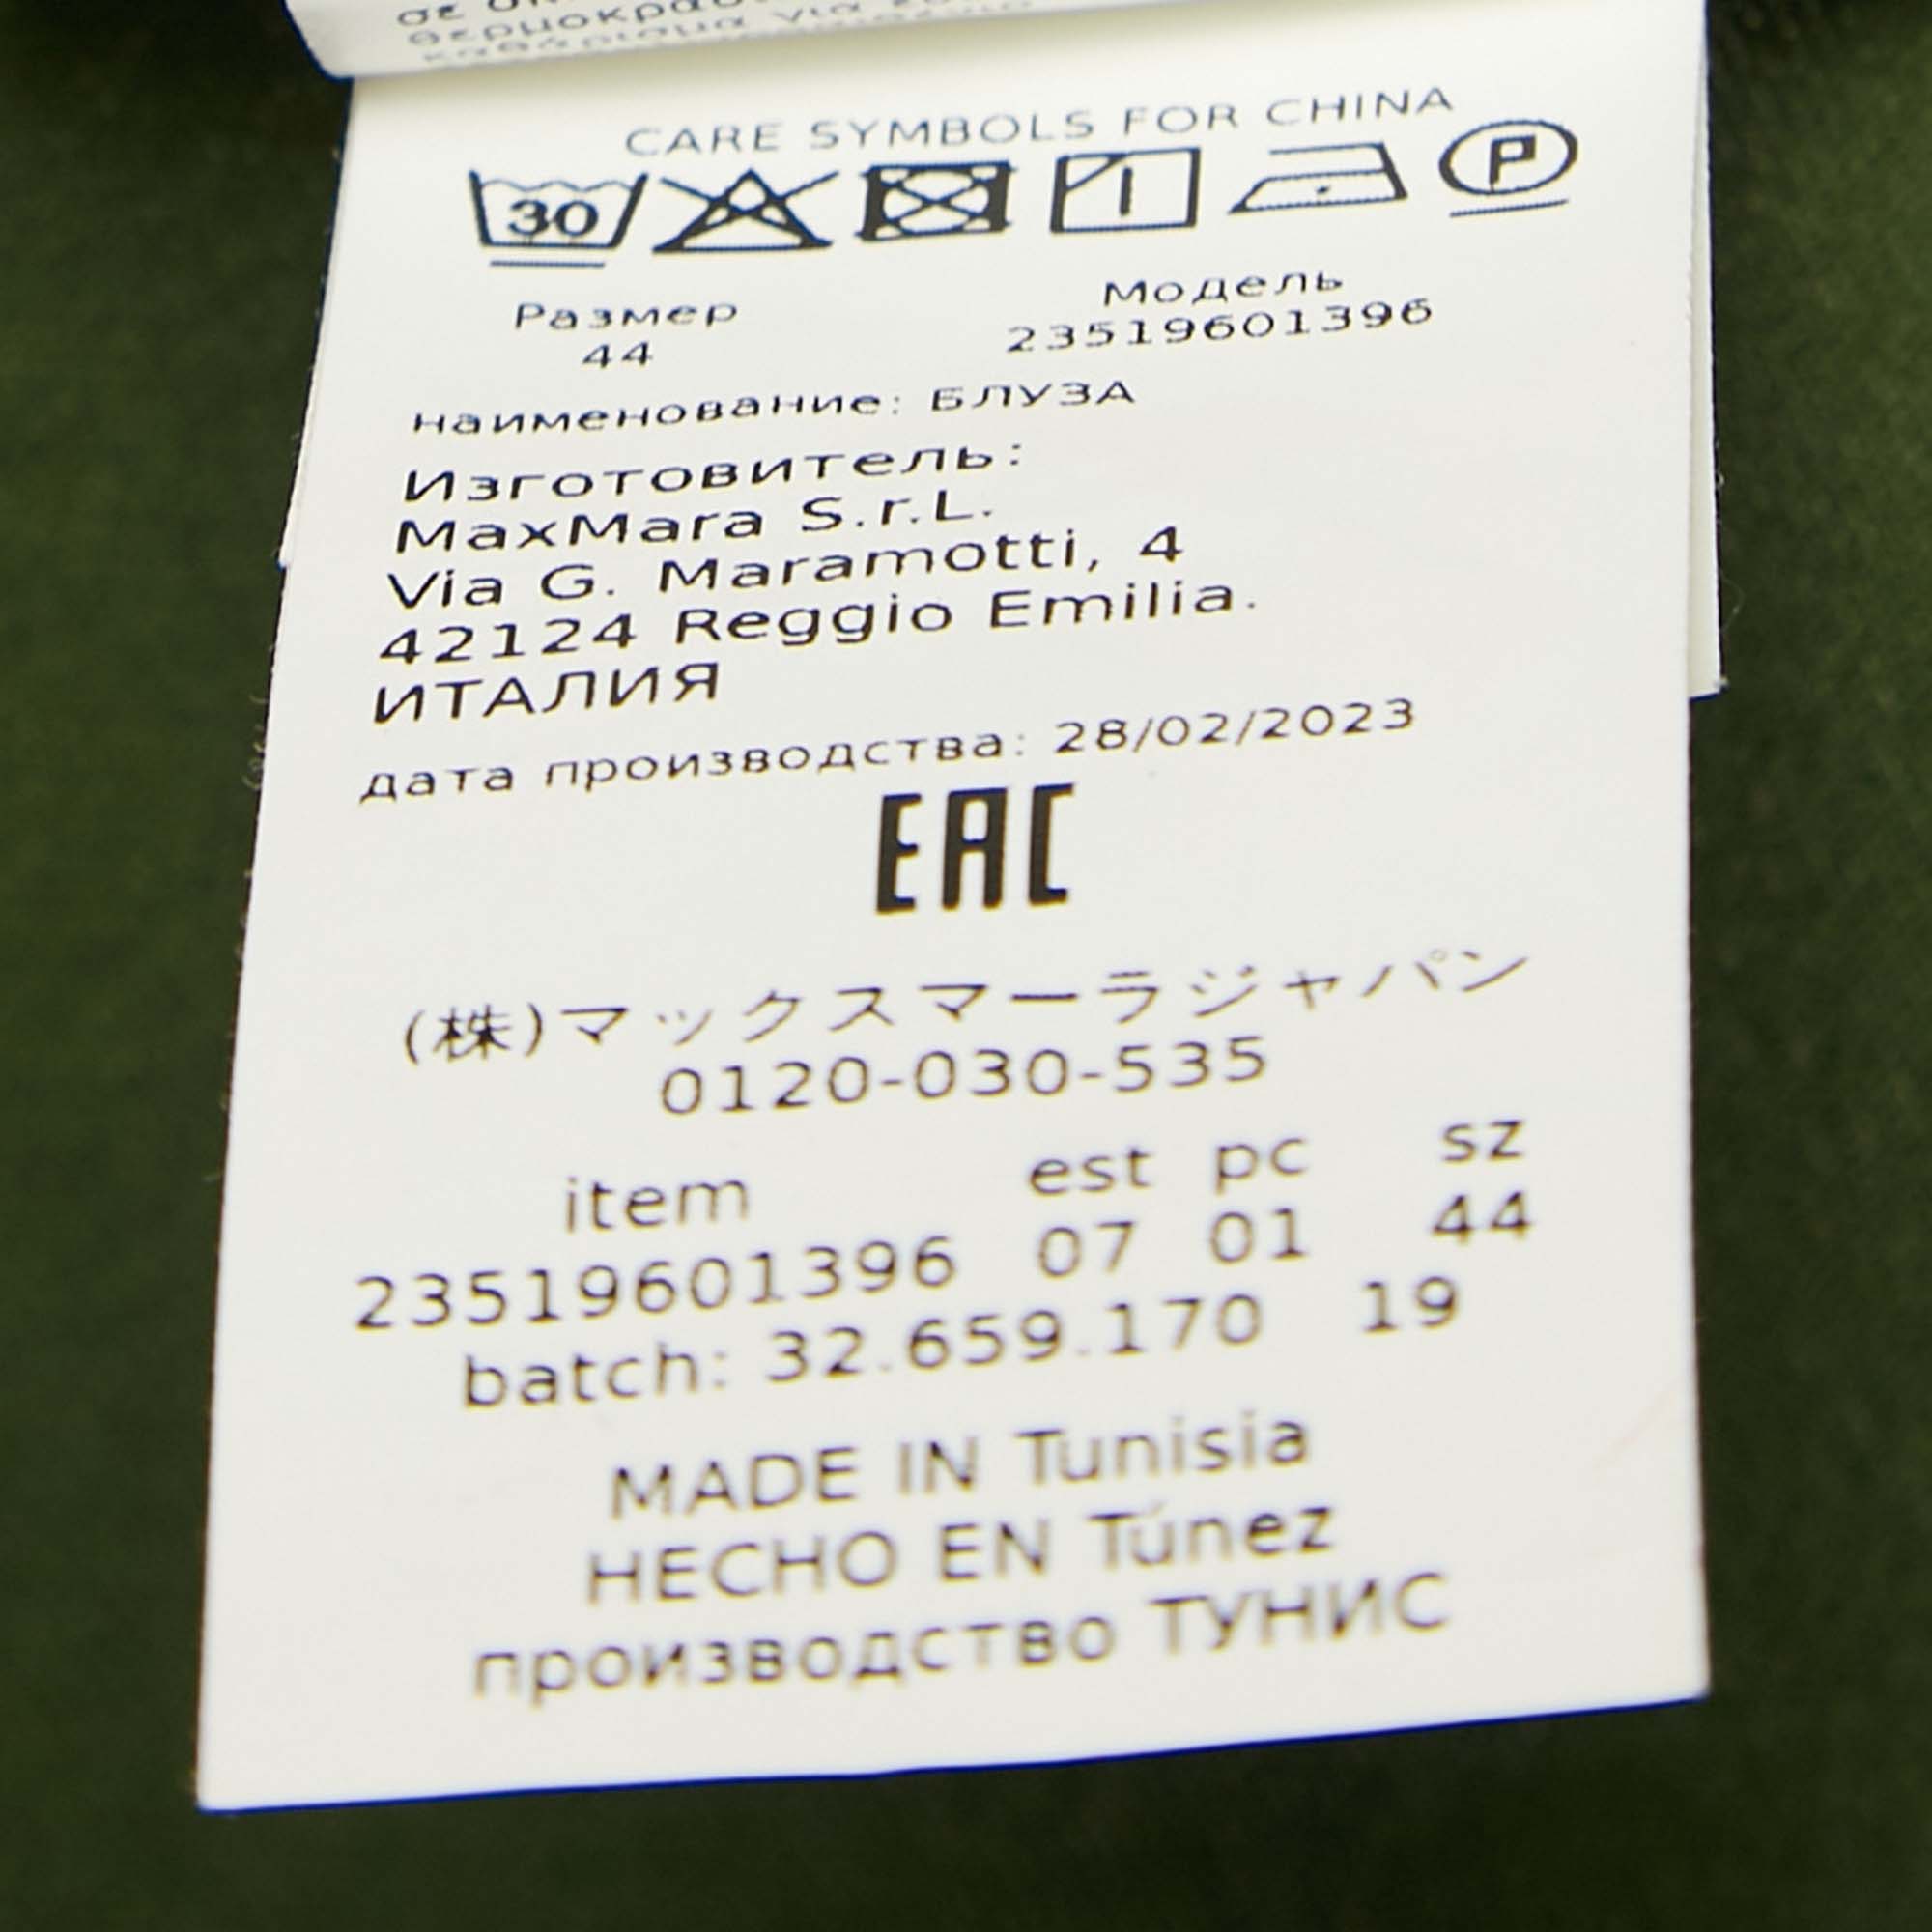 CARE SYMBOLS FOR CHINA
30 P
Размер Модель
44 23519601396
наименование: БЛУЗА
Изготовитель:
MaxMara S.r.L.
Via G. Maramotti, 4
42124 Reggio Emilia.
ИТАЛИЯ
дата производства: 28/02/2023
EAC
(株)マックスマーラジャパン
0120-030-535
item est pc sz
23519601396 07 01 44
batch: 32.659.170 19
MADE IN Tunisia
HECHO EN Túnez
производство ТУНИС